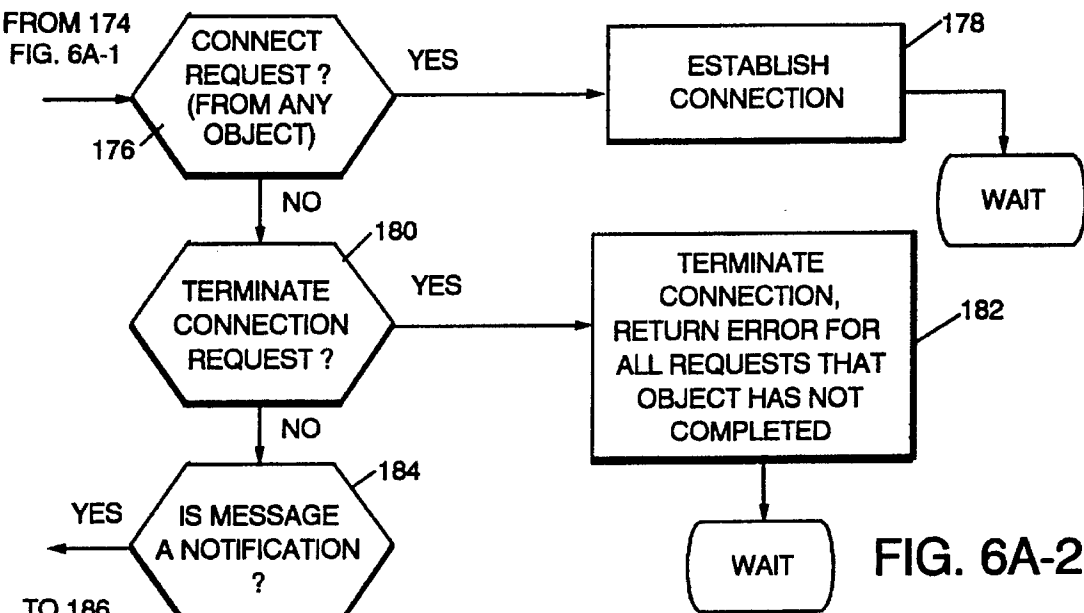 FROM 174
FIG. 6A-1
CONNECT
REQUEST ?
(FROM ANY
OBJECT)
176
YES
ESTABLISH
CONNECTION
178
WAIT
NO
180
TERMINATE
CONNECTION
REQUEST ?
YES
TERMINATE
CONNECTION,
RETURN ERROR FOR
ALL REQUESTS THAT
OBJECT HAS NOT
COMPLETED
182
NO
184
YES
IS MESSAGE
A NOTIFICATION
?
WAIT
FIG. 6A-2
TO 186